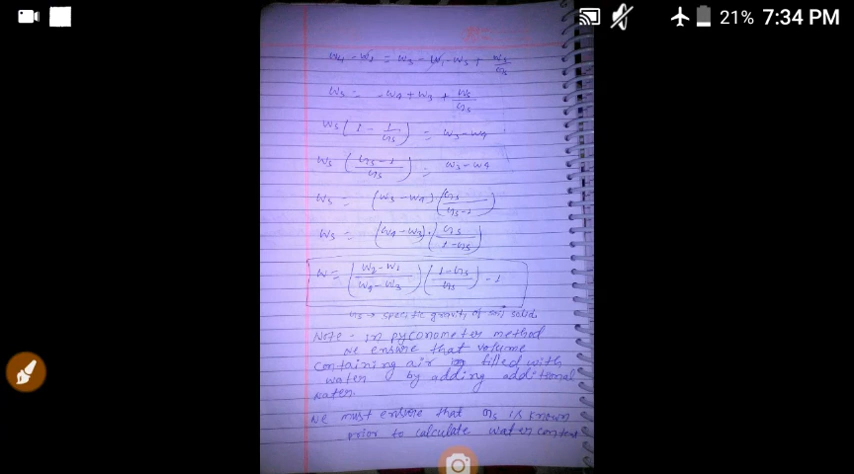 21% 7:34 PM
W4 - W1 = W3 - W1 - Ws + Ws/Gs
Ws = -W4 + W3 + Ws/Gs
Ws (1 - 1/Gs) = W3 - W4
Ws (Gs-1/Gs) = W3 - W4
Ws = (W3 - W4) · (Gs/Gs-1)
Ws = (W4 - W3) · (Gs/1-Gs)
W = (W2-W1/W4-W3) (1-Gs/Gs) - 1
Gs → specific gravity of soil solids
Note - in pycnometer method
we ensure that volume
containing air is filled with
water by adding additional
water.
We must ensure that Gs is known
prior to calculate water content